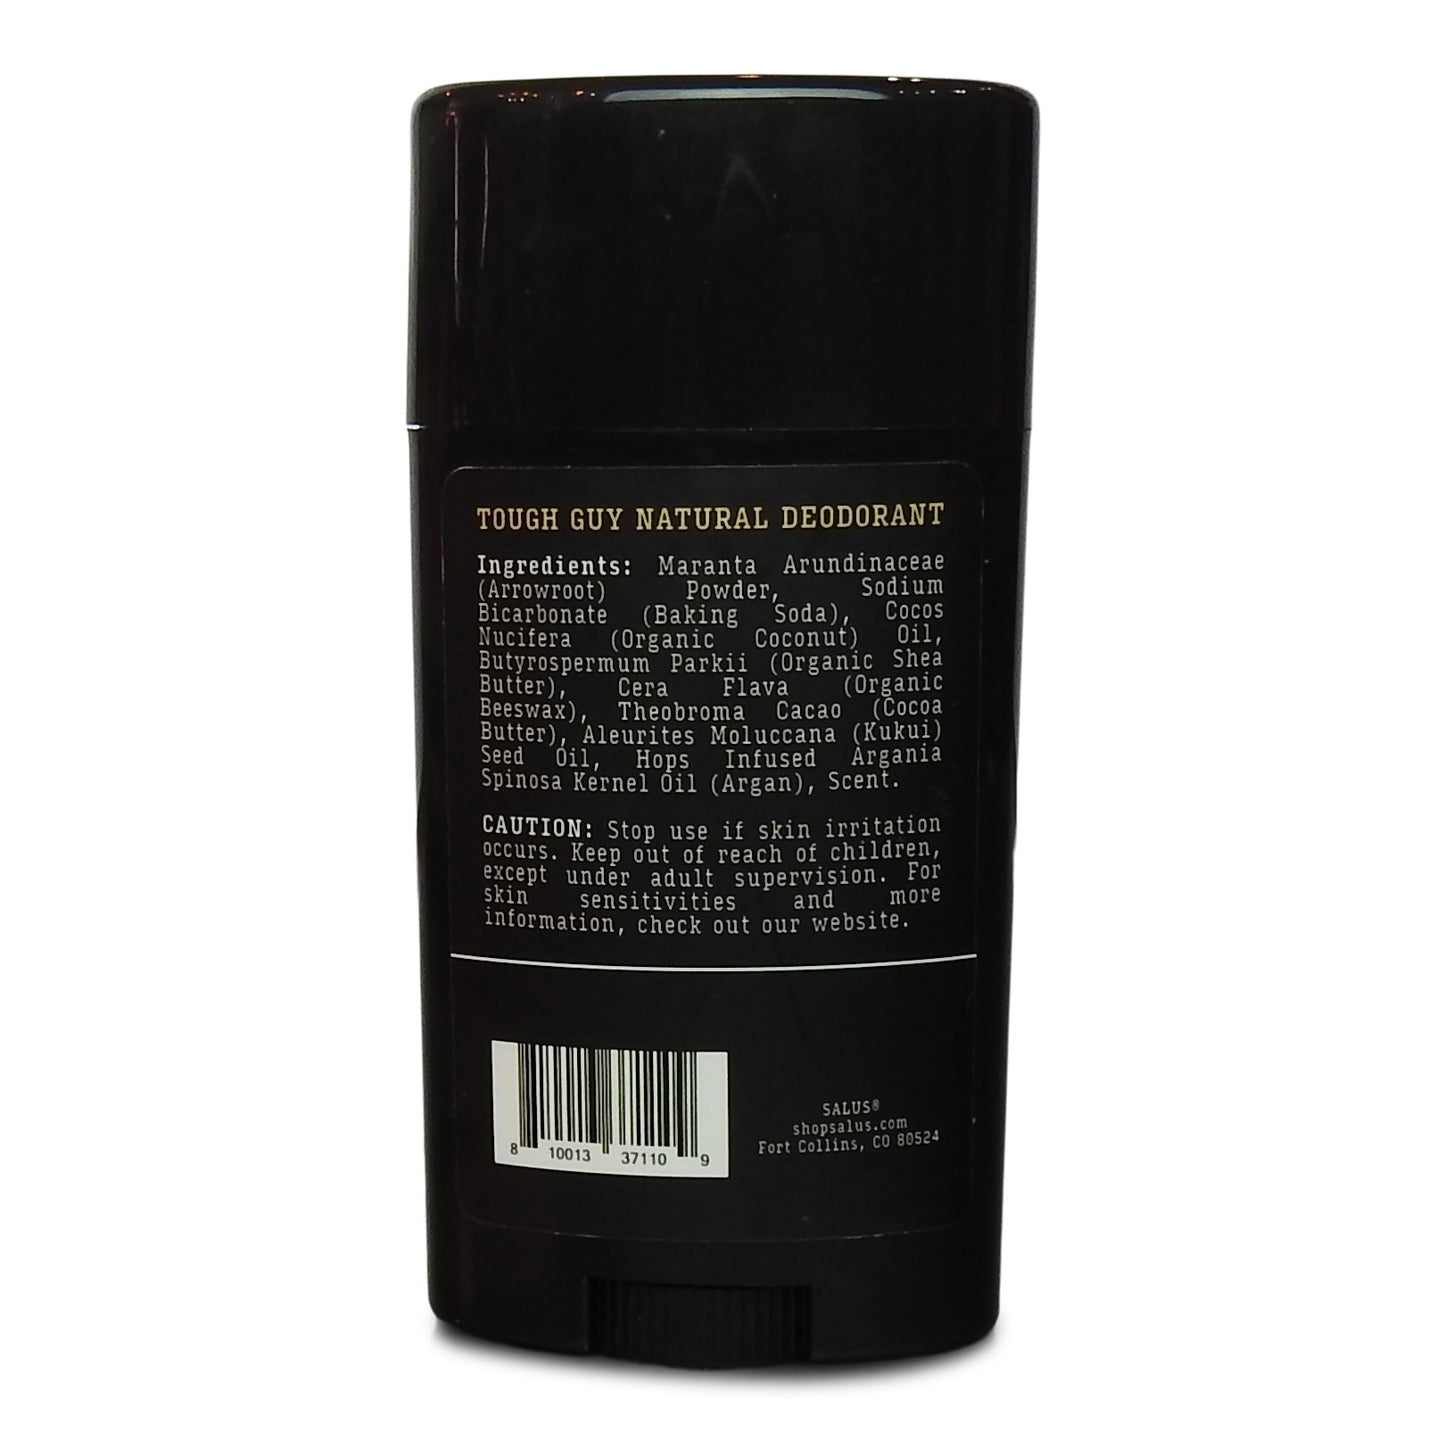 TOUGH GUY NATURAL DEODORANT
Ingredients: Maranta Arundinaceae
(Arrowroot) Powder, Sodium
Bicarbonate (Baking Soda), Cocos
Nucifera (Organic Coconut) Oil,
Butyrospermum Parkii (Organic Shea
Butter), Cera Flava (Organic
Beeswax), Theobroma Cacao (Cocoa
Butter), Aleurites Moluccana (Kukui)
Seed Oil, Hops Infused Argania
Spinosa Kernel Oil (Argan), Scent.
CAUTION: Stop use if skin irritation
occurs. Keep out of reach of children,
except under adult supervision. For
skin sensitivities and more
information, check out our website.
8 10013 37110 9
SALUS®
shopsalus.com
Fort Collins, CO 80524